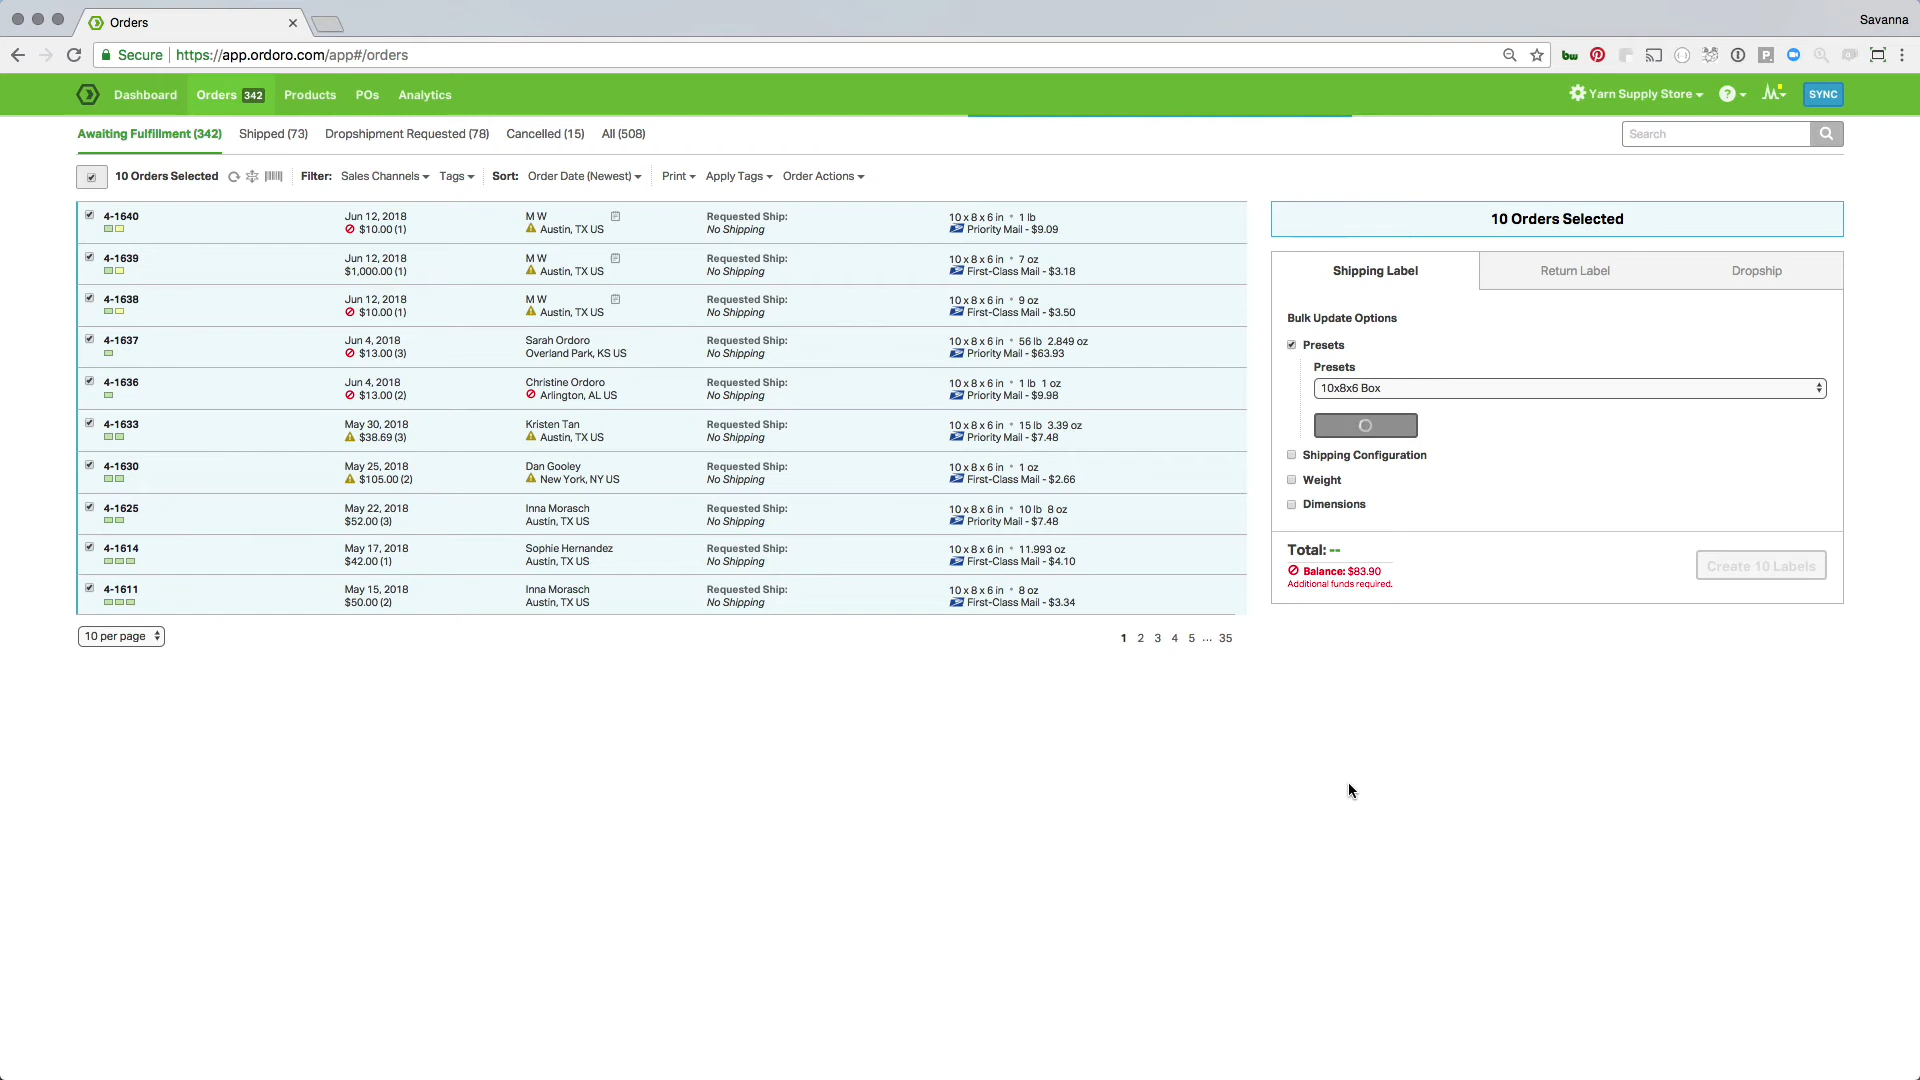 Orders
Savanna
Secure https://app.ordoro.com/app#/orders
Dashboard Orders 342 Products POs Analytics Yarn Supply Store ? SYNC
Awaiting Fulfillment (342) Shipped (73) Dropshipment Requested (78) Cancelled (15) All (508) Search
10 Orders Selected Filter: Sales Channels Tags Sort: Order Date (Newest) Print Apply Tags Order Actions
4-1640 Jun 12, 2018 M W Requested Ship: 10 x 8 x 6 in • 1 lb
$10.00 (1) Austin, TX US No Shipping Priority Mail - $9.09
4-1639 Jun 12, 2018 M W Requested Ship: 10 x 8 x 6 in • 7 oz
$1,000.00 (1) Austin, TX US No Shipping First-Class Mail - $3.18
4-1638 Jun 12, 2018 M W Requested Ship: 10 x 8 x 6 in • 9 oz
$10.00 (1) Austin, TX US No Shipping First-Class Mail - $3.50
4-1637 Jun 4, 2018 Sarah Ordoro Requested Ship: 10 x 8 x 6 in • 56 lb 2.849 oz
$13.00 (3) Overland Park, KS US No Shipping Priority Mail - $63.93
4-1636 Jun 4, 2018 Christine Ordoro Requested Ship: 10 x 8 x 6 in • 1 lb 1 oz
$13.00 (2) Arlington, AL US No Shipping Priority Mail - $9.98
4-1633 May 30, 2018 Kristen Tan Requested Ship: 10 x 8 x 6 in • 15 lb 3.39 oz
$38.69 (3) Austin, TX US No Shipping Priority Mail - $7.48
4-1630 May 25, 2018 Dan Gooley Requested Ship: 10 x 8 x 6 in • 1 oz
$105.00 (2) New York, NY US No Shipping First-Class Mail - $2.66
4-1625 May 22, 2018 Inna Morasch Requested Ship: 10 x 8 x 6 in • 10 lb 8 oz
$52.00 (3) Austin, TX US No Shipping Priority Mail - $7.48
4-1614 May 17, 2018 Sophie Hernandez Requested Ship: 10 x 8 x 6 in • 11.993 oz
$42.00 (1) Austin, TX US No Shipping First-Class Mail - $4.10
4-1611 May 15, 2018 Inna Morasch Requested Ship: 10 x 8 x 6 in • 8 oz
$50.00 (2) Austin, TX US No Shipping First-Class Mail - $3.34
10 per page 1 2 3 4 5 ... 35
10 Orders Selected
Shipping Label Return Label Dropship
Bulk Update Options
Presets
Presets
10x8x6 Box
Shipping Configuration
Weight
Dimensions
Total: --
Balance: $83.90
Additional funds required.
Create 10 Labels